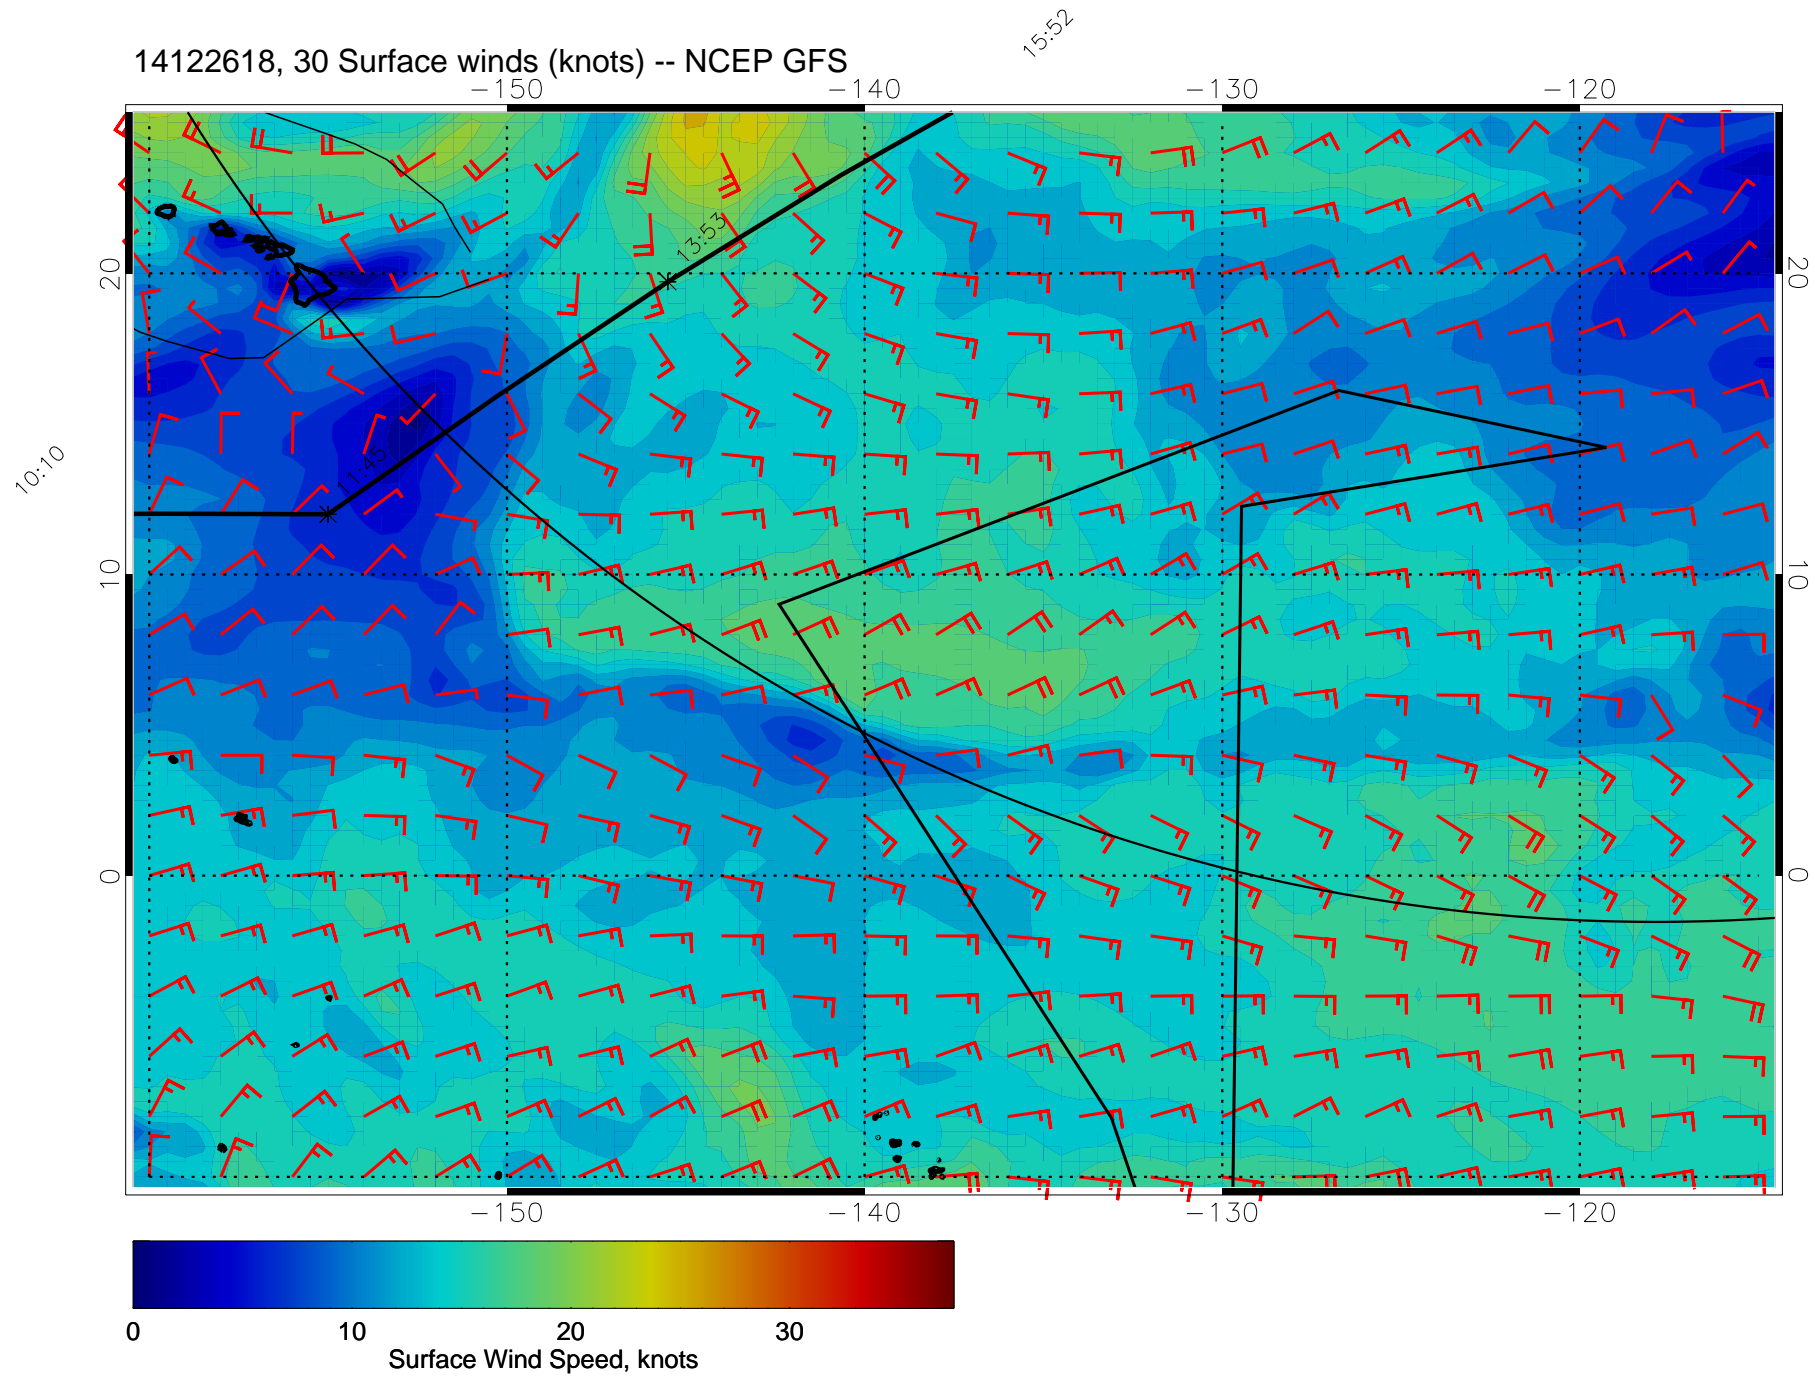 15:52
14122618, 30 Surface winds (knots) -- NCEP GFS
-150 -140 -130 -120
13:53
20 20
11:45
10:10
10 10
0 0
-150 -140 -130 -120
0 10 20 30
Surface Wind Speed, knots